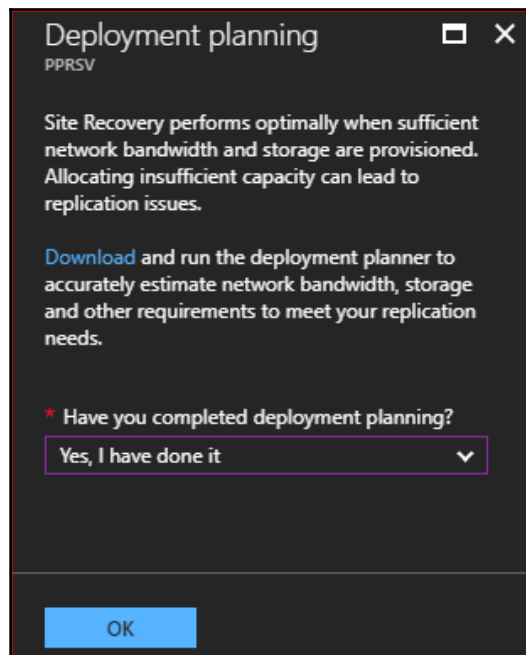 Deployment planning
PPRSV
Site Recovery performs optimally when sufficient
network bandwidth and storage are provisioned.
Allocating insufficient capacity can lead to
replication issues.
Download and run the deployment planner to
accurately estimate network bandwidth, storage
and other requirements to meet your replication
needs.
* Have you completed deployment planning?
Yes, I have done it
OK